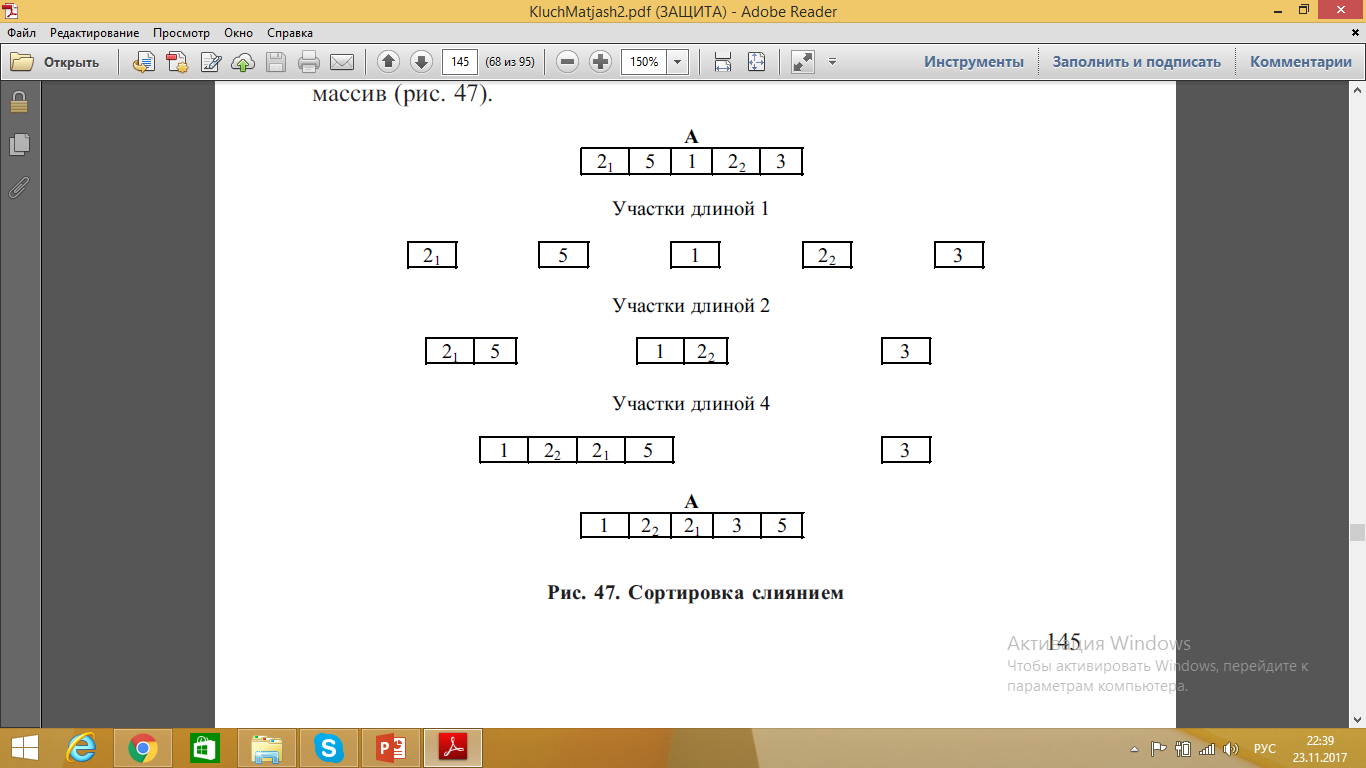 KluchMatjash2.pdf (ЗАЩИТА) - Adobe Reader
Файл Редактирование Просмотр Окно Справка
Открыть 145 (68 из 95) 150% Инструменты Заполнить и подписать Комментарии
массив (рис. 47).
A
2₁ 5 1 2₂ 3
Участки длиной 1
2₁ 5 1 2₂ 3
Участки длиной 2
2₁ 5 1 2₂ 3
Участки длиной 4
1 2₂ 2₁ 5 3
A
1 2₂ 2₁ 3 5
Рис. 47. Сортировка слиянием
145
Активация Windows
Чтобы активировать Windows, перейдите к
параметрам компьютера.
РУС
22:39
23.11.2017